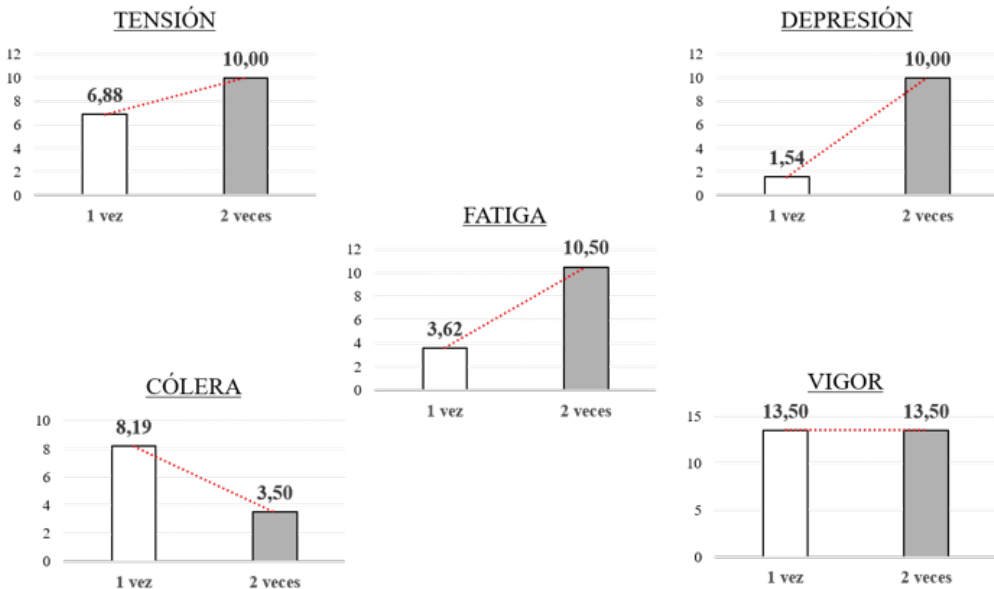 TENSIÓN
12
10
8
6
4
2
0
6,88
10,00
1 vez
2 veces
DEPRESIÓN
12
10
8
6
4
2
0
1,54
10,00
1 vez
2 veces
FATIGA
12
10
8
6
4
2
0
3,62
10,50
1 vez
2 veces
CÓLERA
10
8
6
4
2
0
8,19
3,50
1 vez
2 veces
VIGOR
15
10
5
0
13,50
13,50
1 vez
2 veces